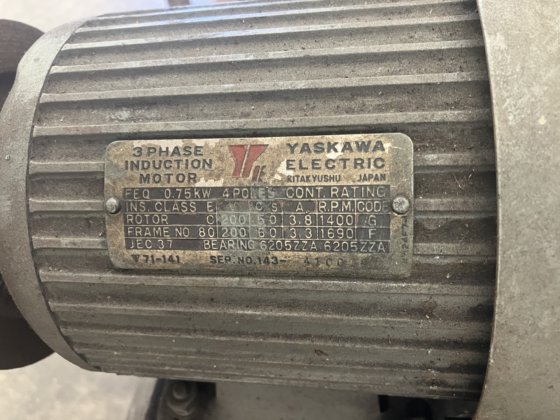 3 PHASE
INDUCTION
MOTOR
YASKAWA
ELECTRIC
KITAKYUSHU JAPAN
FEQ 0.75KW 4POLES CONT. RATING
INS. CLASS E V C/S A. R.P.M CODE
ROTOR C 200 50 3.8 1400 G
FRAME NO 80 200 60 3.3 1690 F
JEC 37 BEARING 6205ZZA 6205ZZA
71-141 SER. NO. 143-